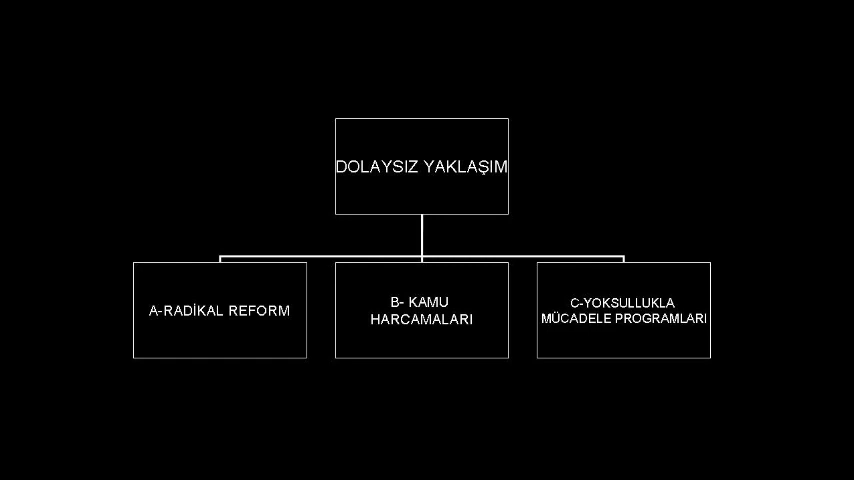 DOLAYSIZ YAKLAŞIM
A-RADİKAL REFORM
B- KAMU
HARCAMALARI
C-YOKSULLUKLA
MÜCADELE PROGRAMLARI